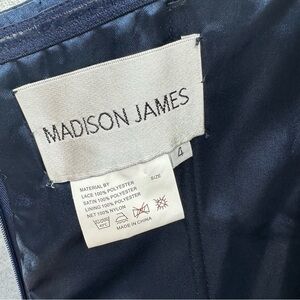 MADISON JAMES
4
MATERIAL BY SIZE
LACE 100% POLYESTER
SATIN 100% POLYESTER
LINING 100% POLYESTER
NET 100% NYLON
MADE IN CHINA